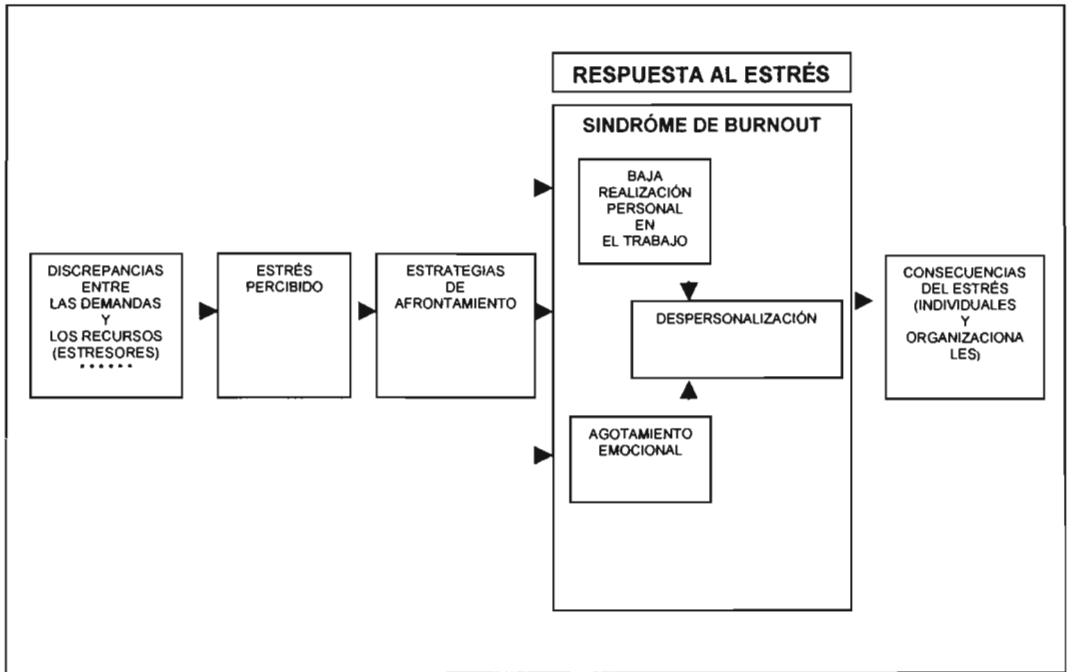 RESPUESTA AL ESTRÉS
SINDRÓME DE BURNOUT
BAJA
REALIZACIÓN
PERSONAL
EN
EL TRABAJO
DISCREPANCIAS
ENTRE
LAS DEMANDAS
Y
LOS RECURSOS
(ESTRESORES)
• • • • • •
ESTRÉS
PERCIBIDO
ESTRATEGIAS
DE
AFRONTAMIENTO
DESPERSONALIZACIÓN
AGOTAMIENTO
EMOCIONAL
CONSECUENCIAS
DEL ESTRÉS
(INDIVIDUALES
Y
ORGANIZACIONA
LES)